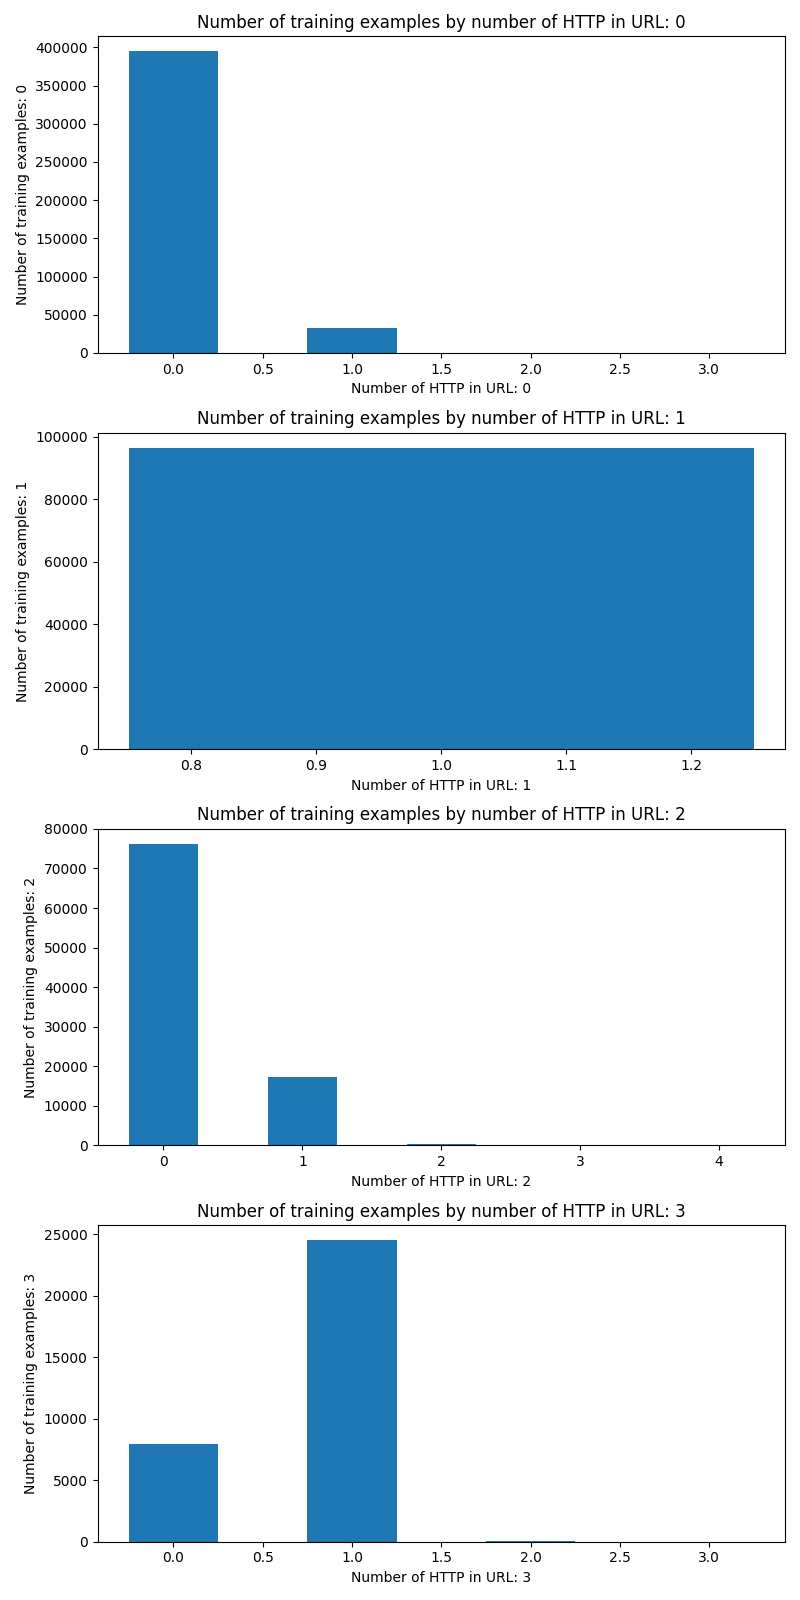 Number of training examples by number of HTTP in URL: 0
Number of training examples: 0
400000
350000
300000
250000
200000
150000
100000
50000
0
0.0 0.5 1.0 1.5 2.0 2.5 3.0
Number of HTTP in URL: 0
Number of training examples by number of HTTP in URL: 1
Number of training examples: 1
100000
80000
60000
40000
20000
0
0.8 0.9 1.0 1.1 1.2
Number of HTTP in URL: 1
Number of training examples by number of HTTP in URL: 2
Number of training examples: 2
80000
70000
60000
50000
40000
30000
20000
10000
0
0 1 2 3 4
Number of HTTP in URL: 2
Number of training examples by number of HTTP in URL: 3
Number of training examples: 3
25000
20000
15000
10000
5000
0
0.0 0.5 1.0 1.5 2.0 2.5 3.0
Number of HTTP in URL: 3